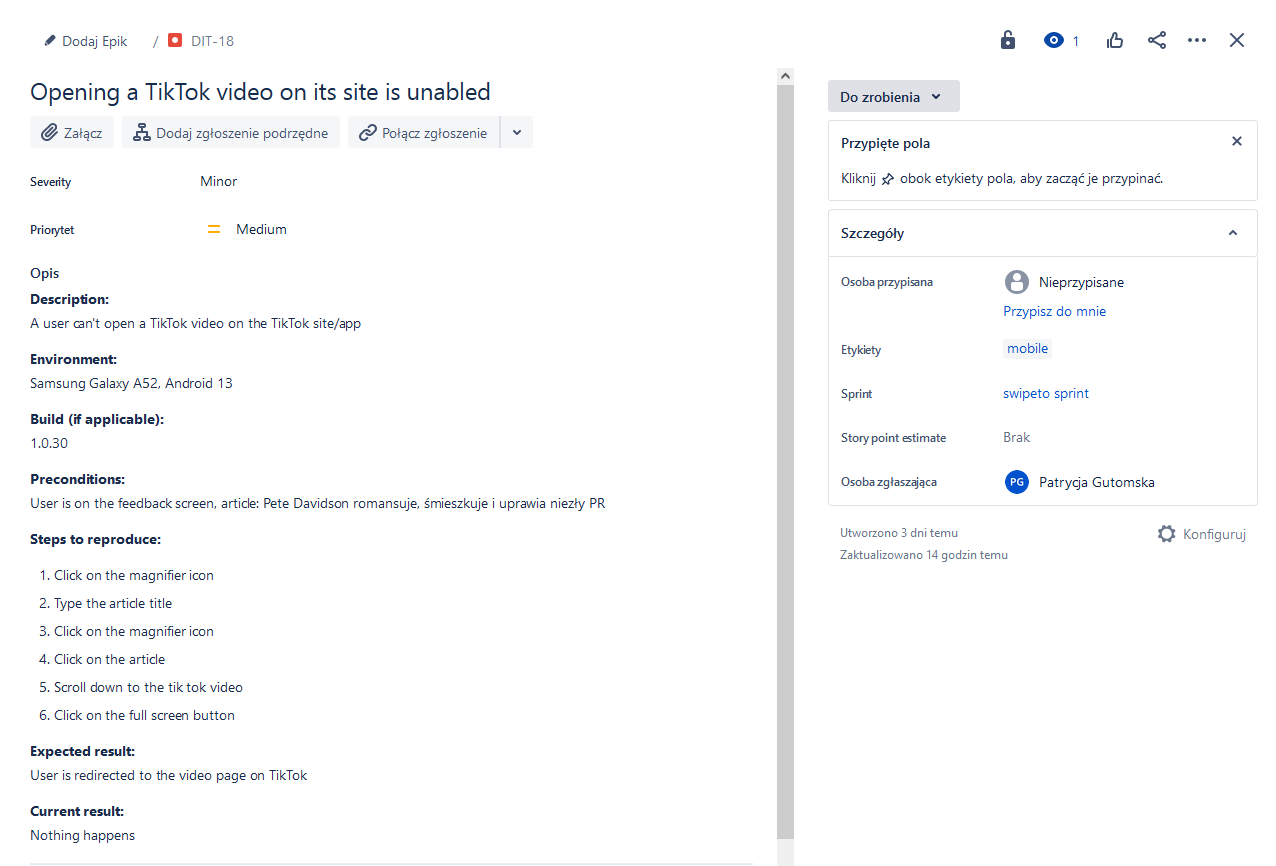 Dodaj Epik / DIT-18
1
Opening a TikTok video on its site is unabled
Załącz
Dodaj zgłoszenie podrzędne
Połącz zgłoszenie
Severity
Minor
Priorytet
Medium
Opis
Description:
A user can't open a TikTok video on the TikTok site/app
Environment:
Samsung Galaxy A52, Android 13
Build (if applicable):
1.0.30
Preconditions:
User is on the feedback screen, article: Pete Davidson romansuje, śmieszkuje i uprawia niezły PR
Steps to reproduce:
1. Click on the magnifier icon
2. Type the article title
3. Click on the magnifier icon
4. Click on the article
5. Scroll down to the tik tok video
6. Click on the full screen button
Expected result:
User is redirected to the video page on TikTok
Current result:
Nothing happens
Do zrobienia
Przypięte pola
Kliknij obok etykiety pola, aby zacząć je przypinać.
Szczegóły
Osoba przypisana
Nieprzypisane
Przypisz do mnie
Etykiety
mobile
Sprint
swipeto sprint
Story point estimate
Brak
Osoba zgłaszająca
PG Patrycja Gutomska
Utworzono 3 dni temu
Konfiguruj
Zaktualizowano 14 godzin temu